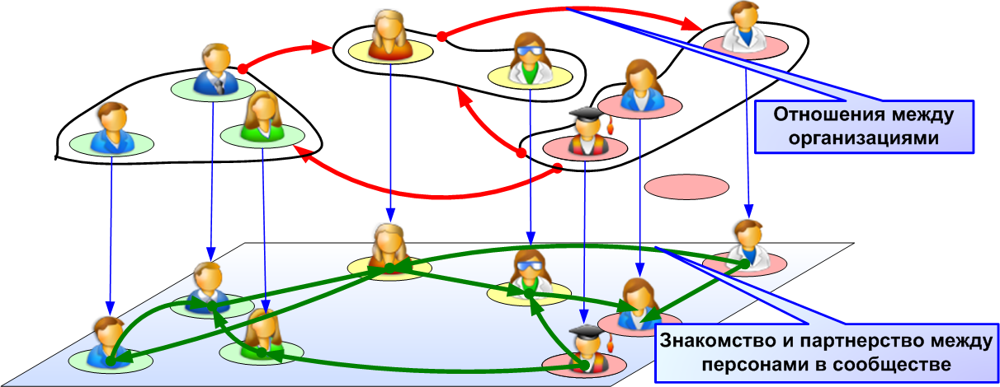 Отношения между
организациями
Знакомство и партнерство между
персонами в сообществе